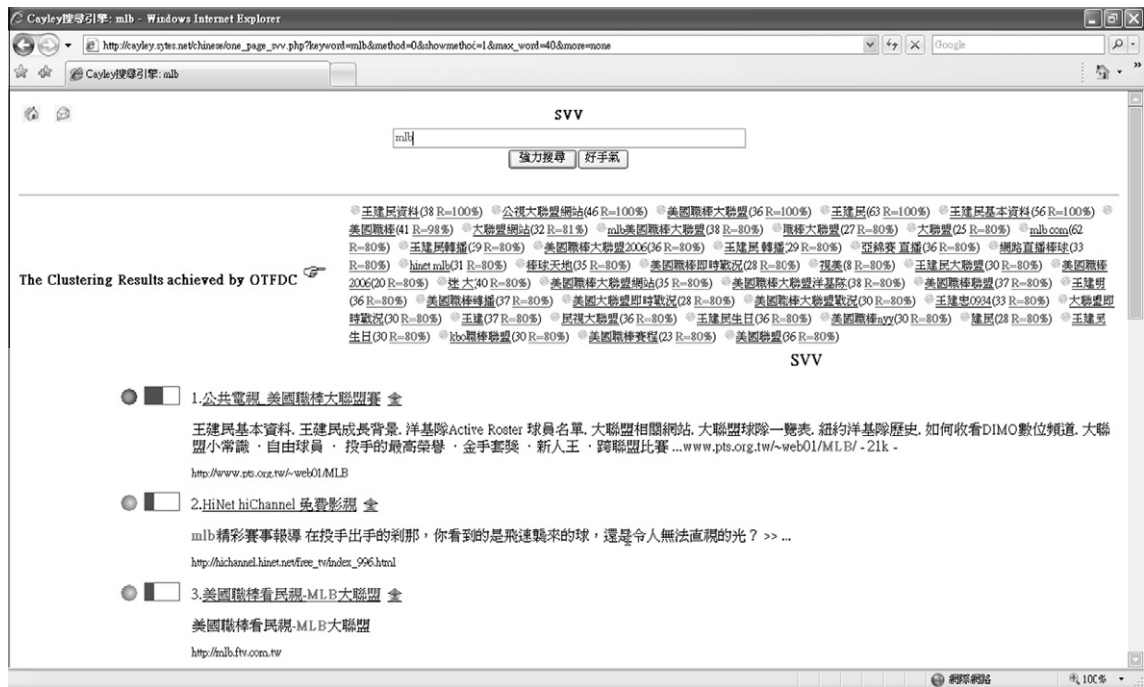 Cayley搜尋引擎: mlb - Windows Internet Explorer
http://cayley.sytes.net/chinese/one_page_svv.php?keyword=mlb&method=0&showmethod=1&max_word=40&more=none
Google
Cayley搜尋引擎: mlb
SVV
mlb
強力搜尋 好手氣
王建民資料(38 R=100%) 公視大聯盟網站(46 R=100%) 美國職棒大聯盟(36 R=100%) 王建民(63 R=100%) 王建民基本資料(56 R=100%)
美國職棒(41 R=98%) 大聯盟網站(32 R=81%) mlb美國職棒大聯盟(38 R=80%) 職棒大聯盟(27 R=80%) 大聯盟(25 R=80%) mlb com(62
R=80%) 王建民轉播(39 R=80%) 美國職棒大聯盟2006(36 R=80%) 王建民 轉播(29 R=80%) 亞錦賽 直播(36 R=80%) 網路直播棒球(33
The Clustering Results achieved by OTFDC
R=80%) hinet mlb(31 R=80%) 棒球天地(35 R=80%) 美國職棒即時戰況(28 R=80%) 視美(8 R=80%) 王建民大聯盟(30 R=80%) 美國職棒
2006(20 R=80%) 迷 大(40 R=80%) 美國職棒大聯盟網站(35 R=80%) 美國職棒大聯盟洋基隊(38 R=80%) 美國職棒聯盟(37 R=80%) 王建明
(36 R=80%) 美國職棒轉播(37 R=80%) 美國大聯盟即時戰況(28 R=80%) 美國職棒大聯盟戰況(30 R=80%) 王建忠0934(33 R=80%) 大聯盟即
時戰況(30 R=80%) 王建(37 R=80%) 民視大聯盟(36 R=80%) 王建民生日(36 R=80%) 美國職棒nyy(30 R=80%) 建民(28 R=80%) 王建民
生日(30 R=80%) kbo職棒聯盟(30 R=80%) 美國職棒賽程(23 R=80%) 美國聯盟(36 R=80%)
SVV
1.公共電視_美國職棒大聯盟賽 全
王建民基本資料. 王建民成長背景. 洋基隊Active Roster 球員名單. 大聯盟相關網站. 大聯盟球隊一覽表. 紐約洋基隊歷史. 如何收看DIMO數位頻道. 大聯
盟小常識 ‧自由球員 ‧ 投手的最高榮譽 ‧金手套獎 ‧新人王 ‧跨聯盟比賽 ...www.pts.org.tw/~web01/MLB/ - 21k -
http://www.pts.org.tw/~web01/MLB
2.HiNet hiChannel 免費影視 全
mlb精彩賽事報導 在投手出手的剎那，你看到的是飛速襲來的球，還是令人無法直視的光？ >> ...
http://hichannel.hinet.net/free_tv/index_996.html
3.美國職棒看民視-MLB大聯盟 全
美國職棒看民視-MLB大聯盟
http://mlb.ftv.com.tw
網際網路 100%